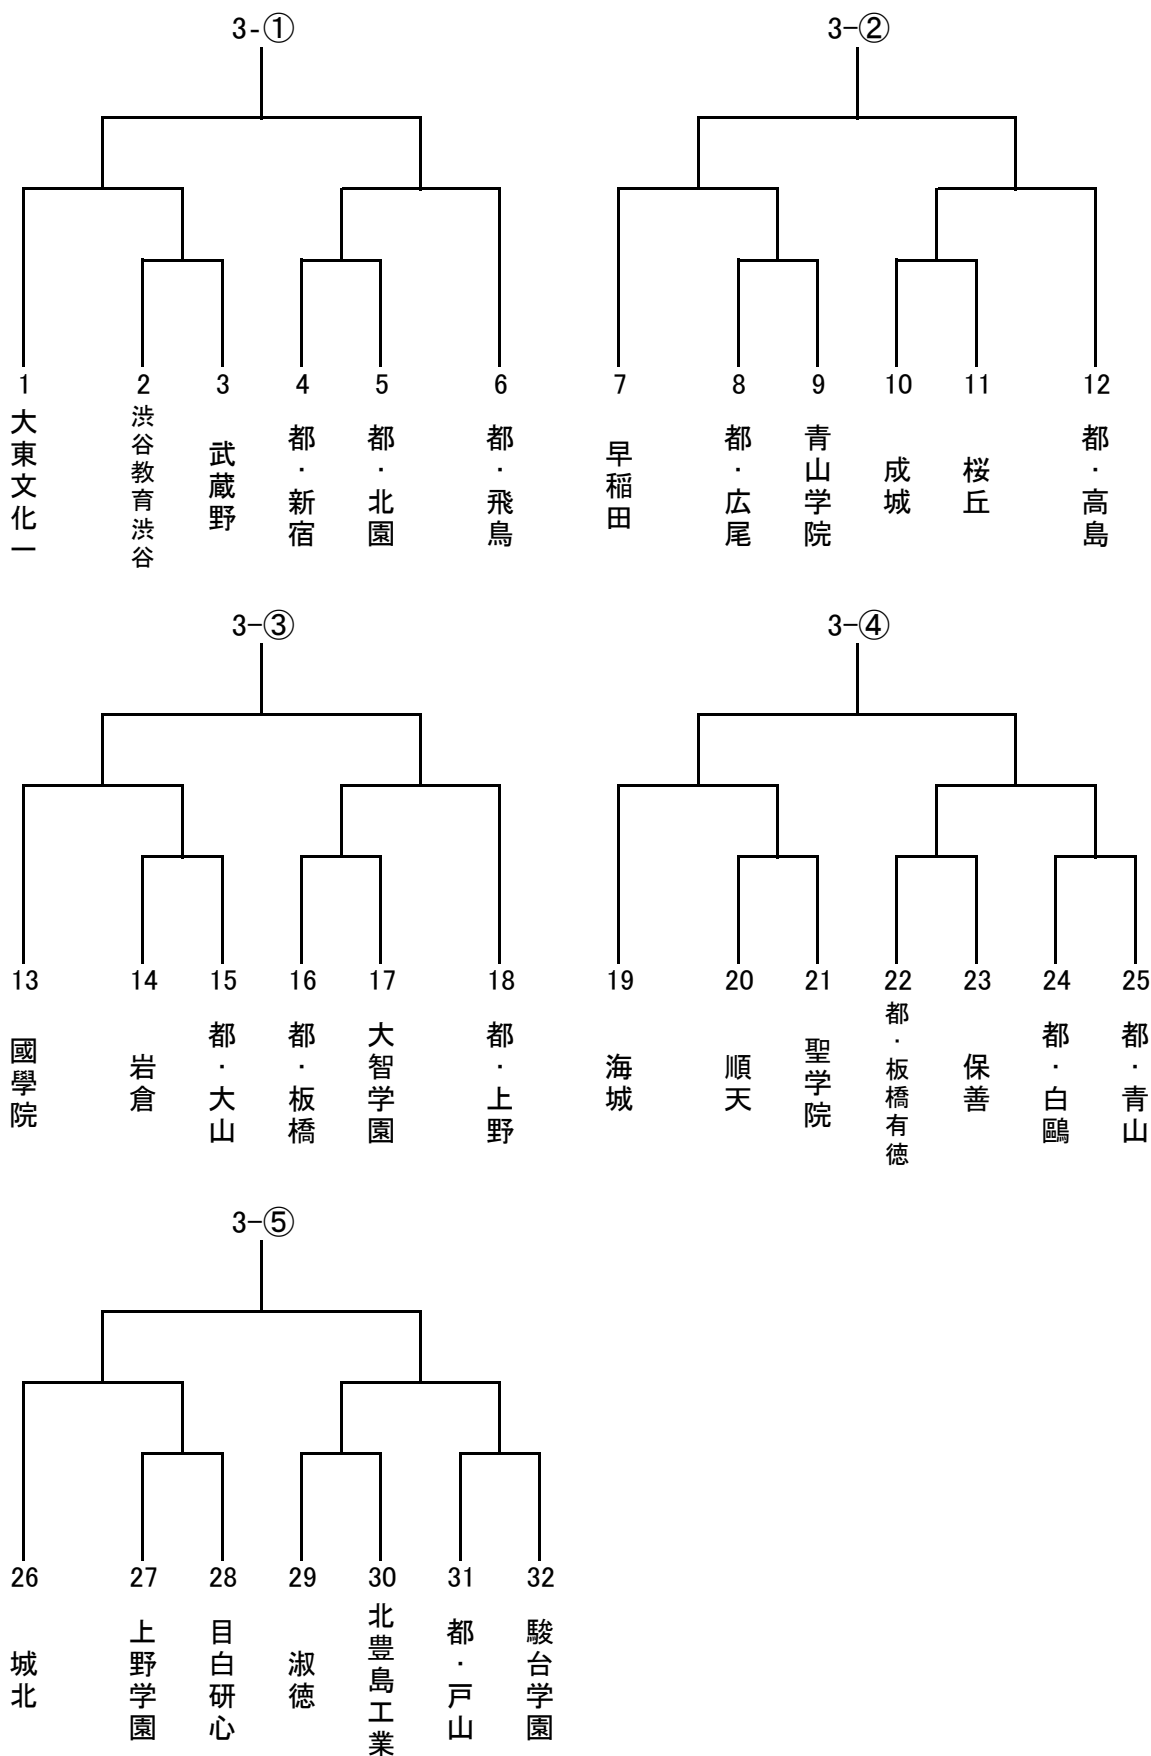 3-①
3-②
1
2
3
4
5
6
7
8
9
10
11
12
大東文化一
渋谷教育渋谷
武蔵野
都・新宿
都・北園
都・飛鳥
早稲田
都・広尾
青山学院
成城
桜丘
都・高島
3-③
3-④
13
14
15
16
17
18
19
20
21
22
23
24
25
國學院
岩倉
都・大山
都・板橋
大智学園
都・上野
海城
順天
聖学院
都・板橋有徳
保善
都・白鷗
都・青山
3-⑤
26
27
28
29
30
31
32
城北
上野学園
目白研心
淑徳
北豊島工業
都・戸山
駿台学園